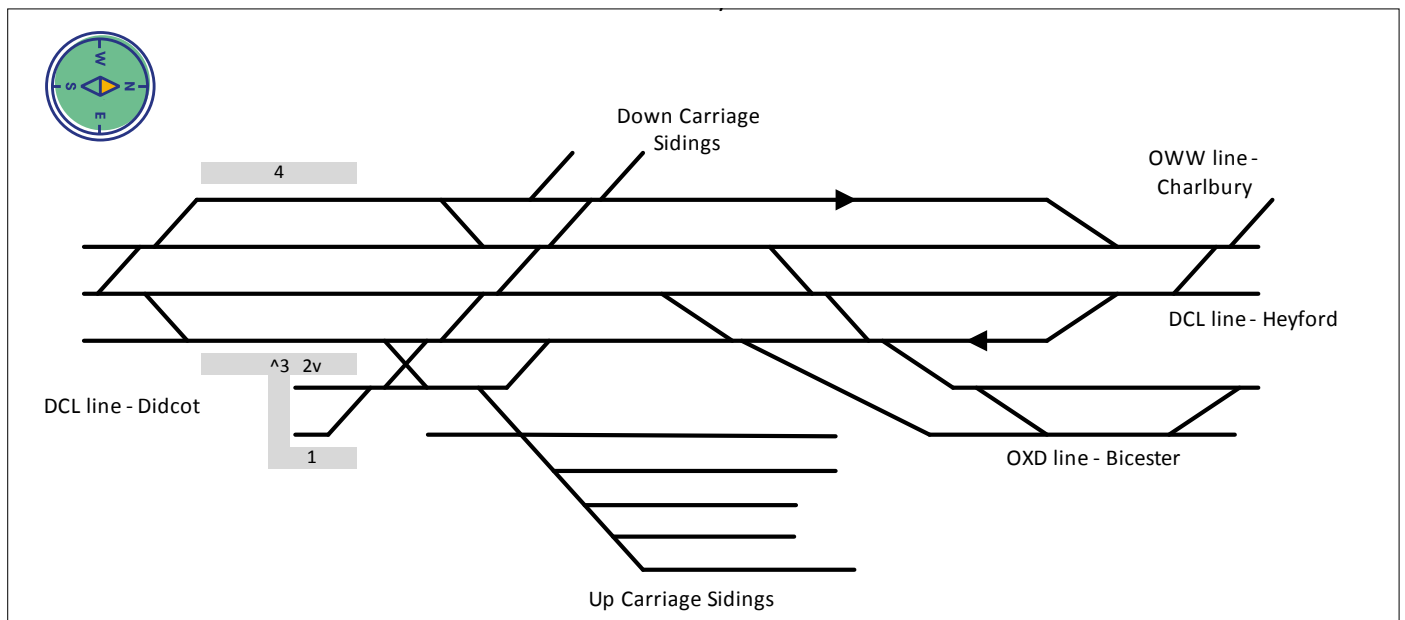 W
S
N
E
Down Carriage
Sidings
OWW line -
Charlbury
4
DCL line - Heyford
^3 2v
DCL line - Didcot
1
OXD line - Bicester
Up Carriage Sidings